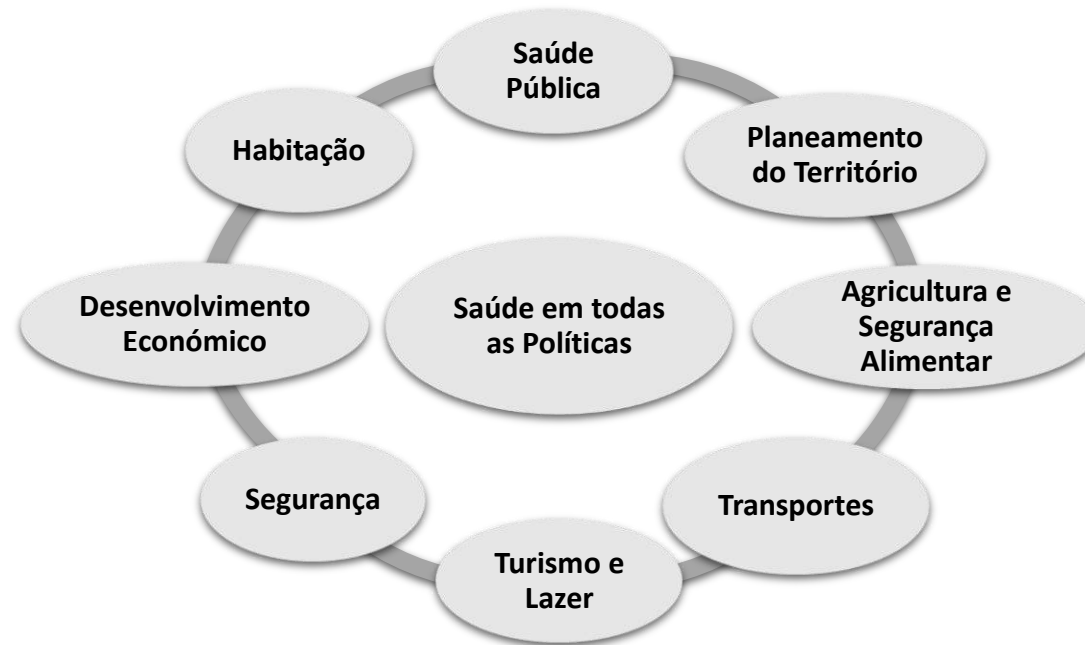 Saúde
Pública
Planeamento
do Território
Agricultura e
Segurança
Alimentar
Transportes
Turismo e
Lazer
Segurança
Desenvolvimento
Económico
Habitação
Saúde em todas
as Políticas